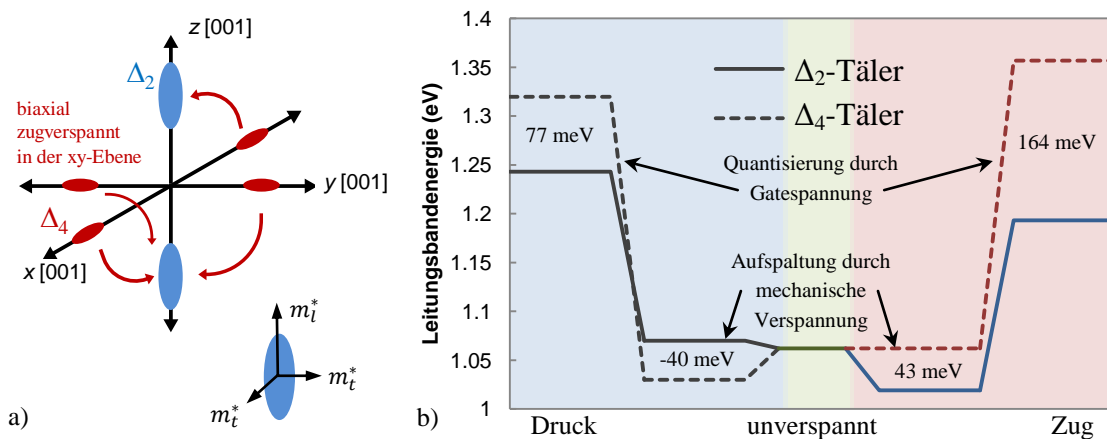 z [001]
Δ₂
biaxial
zugverspannt
in der xy-Ebene
y [001]
Δ₄
x [001]
m*ₗ
m*ₜ
m*ₜ
a)
Leitungsbandenergie (eV)
1.4
1.35
1.3
1.25
1.2
1.15
1.1
1.05
1
Δ₂-Täler
Δ₄-Täler
77 meV
164 meV
Quantisierung durch
Gatespannung
Aufspaltung durch
mechanische
Verspannung
-40 meV
43 meV
b)
Druck unverspannt Zug